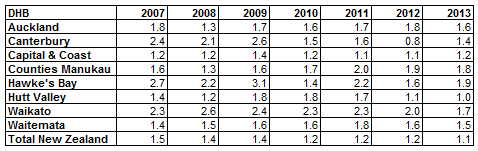 DHB 2007 2008 2009 2010 2011 2012 2013
Auckland 1.8 1.3 1.7 1.6 1.7 1.8 1.6
Canterbury 2.4 2.1 2.6 1.5 1.6 0.8 1.4
Capital & Coast 1.2 1.2 1.4 1.2 1.1 1.1 1.2
Counties Manukau 1.6 1.3 1.6 1.7 2.0 1.9 1.8
Hawke's Bay 2.7 2.2 3.1 1.4 2.2 1.6 1.9
Hutt Valley 1.4 1.2 1.8 1.8 1.7 1.1 1.0
Waikato 2.3 2.6 2.4 2.3 2.3 2.0 1.7
Waitemata 1.4 1.5 1.6 1.6 1.8 1.6 1.5
Total New Zealand 1.5 1.4 1.4 1.2 1.2 1.2 1.1